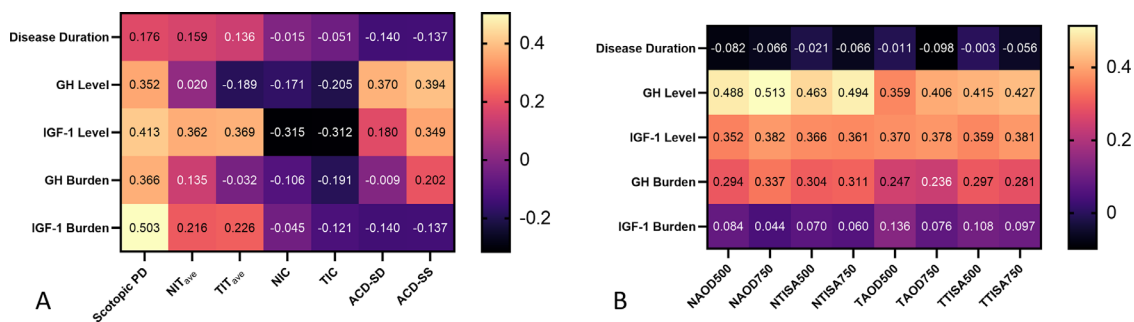 Disease Duration 0.176 0.159 0.136 -0.015 -0.051 -0.140 -0.137
GH Level 0.352 0.020 -0.189 -0.171 -0.205 0.370 0.394
IGF-1 Level 0.413 0.362 0.369 -0.315 -0.312 0.180 0.349
GH Burden 0.366 0.135 -0.032 -0.106 -0.191 -0.009 0.202
IGF-1 Burden 0.503 0.216 0.226 -0.045 -0.121 -0.140 -0.137
Scotopic PD NITave TITave NIC TIC ACD-SD ACD-SS
0.4
0.2
0
-0.2
A
Disease Duration -0.082 -0.066 -0.021 -0.066 -0.011 -0.098 -0.003 -0.056
GH Level 0.488 0.513 0.463 0.494 0.359 0.406 0.415 0.427
IGF-1 Level 0.352 0.382 0.366 0.361 0.370 0.378 0.359 0.381
GH Burden 0.294 0.337 0.304 0.311 0.247 0.236 0.297 0.281
IGF-1 Burden 0.084 0.044 0.070 0.060 0.136 0.076 0.108 0.097
NAOD500 NAOD750 NTISA500 NTISA750 TAOD500 TAOD750 TTISA500 TTISA750
0.4
0.2
0
B